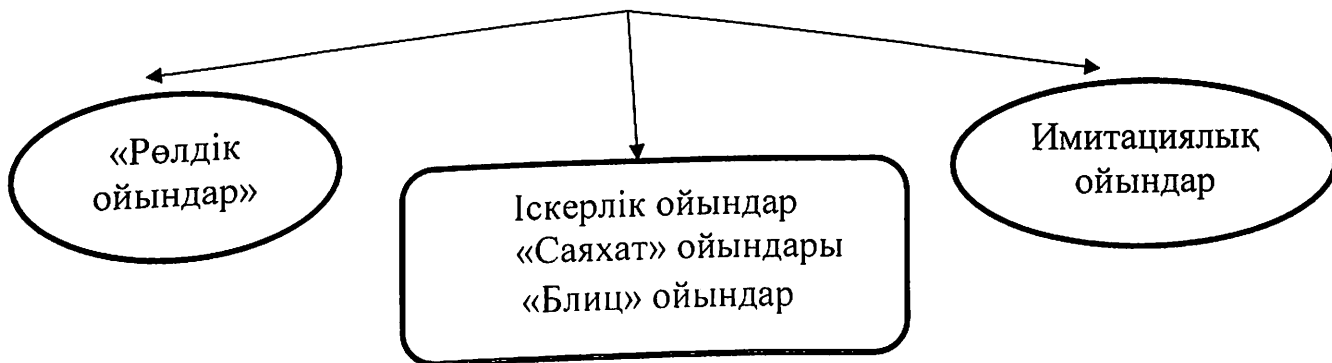 «Рөлдік
ойындар»
Іскерлік ойындар
«Саяхат» ойындары
«Блиц» ойындар
Имитациялық
ойындар